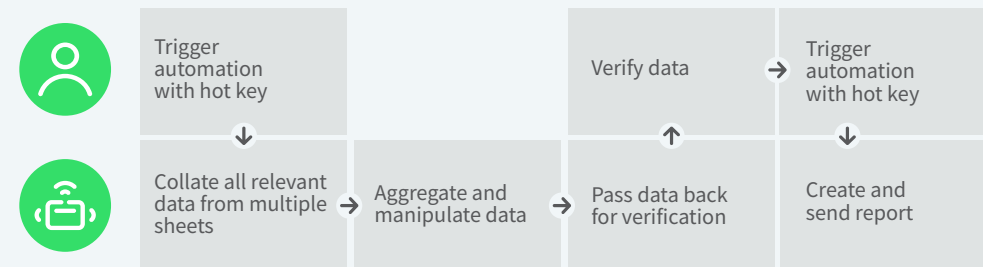 Trigger
automation
with hot key
Verify data
Trigger
automation
with hot key
Collate all relevant
data from multiple
sheets
Aggregate and
manipulate data
Pass data back
for verification
Create and
send report